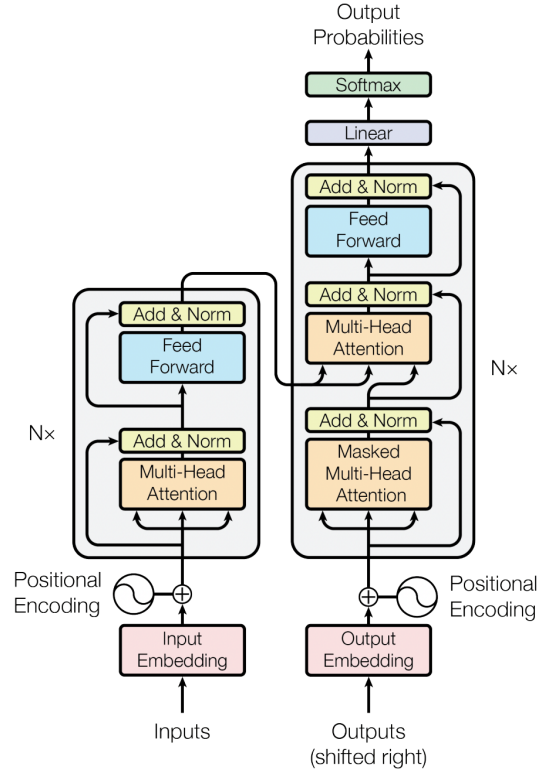 Output
Probabilities
Softmax
Linear
Add & Norm
Feed
Forward
Add & Norm
Multi-Head
Attention
Add & Norm
Masked
Multi-Head
Attention
N×
Add & Norm
Feed
Forward
Add & Norm
Multi-Head
Attention
N×
Positional
Encoding
Positional
Encoding
Input
Embedding
Output
Embedding
Inputs
Outputs
(shifted right)